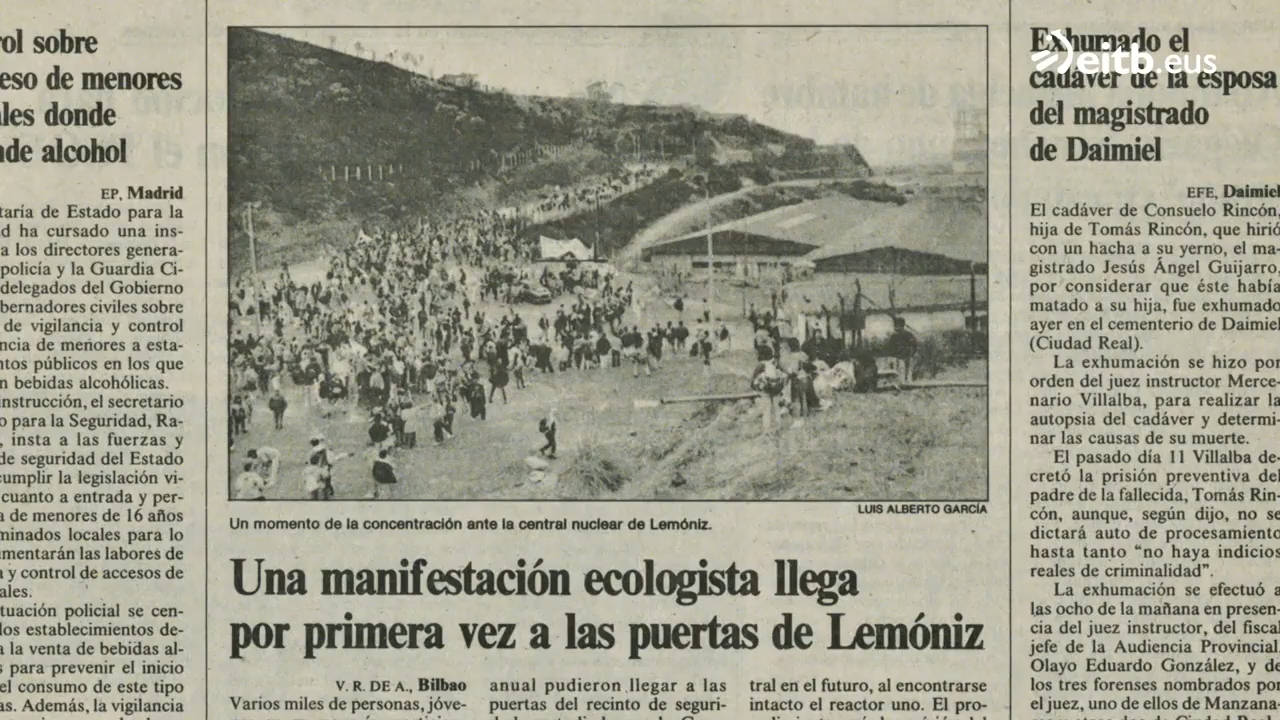 rol sobre
eso de menores
ales donde
nde alcohol
EP, Madrid
taría de Estado para la
d ha cursado una ins-
a los directores genera-
policía y la Guardia Ci-
delegados del Gobierno
bernadores civiles sobre
de vigilancia y control
encia de menores a esta-
ntos públicos en los que
n bebidas alcohólicas.
instrucción, el secretario
o para la Seguridad, Ra-
, insta a las fuerzas y
de seguridad del Estado
cumplir la legislación vi-
cuanto a entrada y per-
a de menores de 16 años
minados locales para lo
ementarán las labores de
a y control de accesos de
ales.
tuación policial se cen-
los establecimientos de-
a la venta de bebidas al-
s para prevenir el inicio
el consumo de este tipo
as. Además, la vigilancia
LUIS ALBERTO GARCÍA
Un momento de la concentración ante la central nuclear de Lemóniz.
Una manifestación ecologista llega
por primera vez a las puertas de Lemóniz
V. R. DE A., Bilbao
Varios miles de personas, jóve-
anual pudieron llegar a las
puertas del recinto de seguri-
tral en el futuro, al encontrarse
intacto el reactor uno. El pro-
eitb.eus
Exhumado el
cadáver de la esposa
del magistrado
de Daimiel
EFE, Daimiel
El cadáver de Consuelo Rincón,
hija de Tomás Rincón, que hirió
con un hacha a su yerno, el ma-
gistrado Jesús Ángel Guijarro,
por considerar que éste había
matado a su hija, fue exhumado
ayer en el cementerio de Daimiel
(Ciudad Real).
La exhumación se hizo por
orden del juez instructor Merce-
nario Villalba, para realizar la
autopsia del cadáver y determi-
nar las causas de su muerte.
El pasado día 11 Villalba de-
cretó la prisión preventiva del
padre de la fallecida, Tomás Rin-
cón, aunque, según dijo, no se
dictará auto de procesamiento
hasta tanto "no haya indicios
reales de criminalidad".
La exhumación se efectuó a
las ocho de la mañana en presen-
cia del juez instructor, del fiscal
jefe de la Audiencia Provincial,
Olayo Eduardo González, y de
los tres forenses nombrados por
el juez, uno de ellos de Manzana-